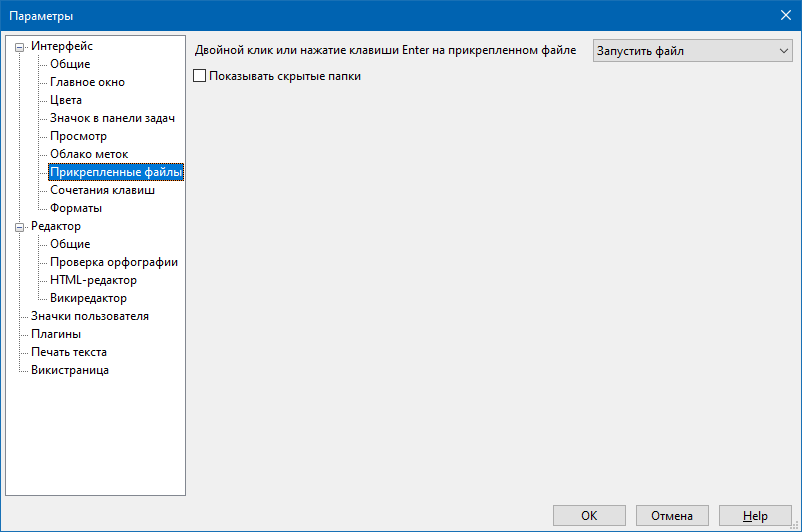 Параметры
Интерфейс
Общие
Главное окно
Цвета
Значок в панели задач
Просмотр
Облако меток
Прикрепленные файлы
Сочетания клавиш
Форматы
Редактор
Общие
Проверка орфографии
HTML-редактор
Викиредактор
Значки пользователя
Плагины
Печать текста
Викистраница
Двойной клик или нажатие клавиши Enter на прикрепленном файле
Запустить файл
Показывать скрытые папки
OK
Отмена
Help